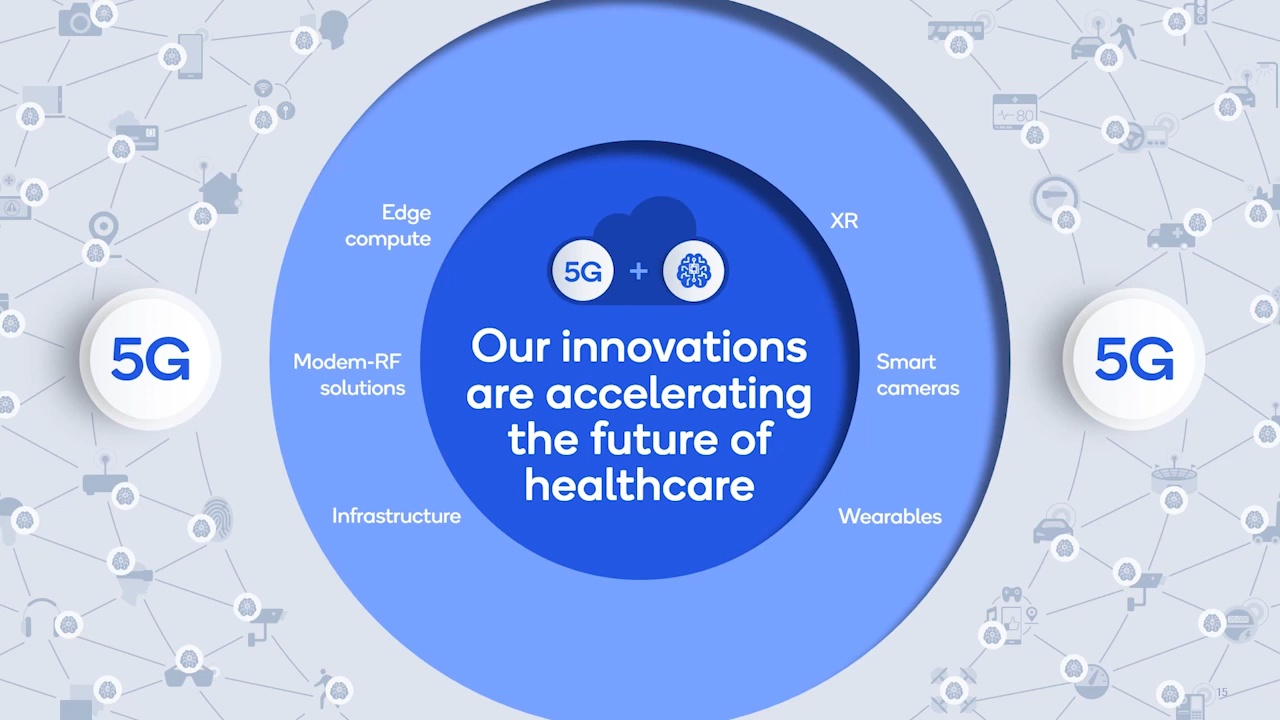 80
Edge
compute
XR
5G + 
Our innovations
are accelerating
the future of
healthcare
5G
Modem-RF
solutions
Smart
cameras
5G
Infrastructure
Wearables
15